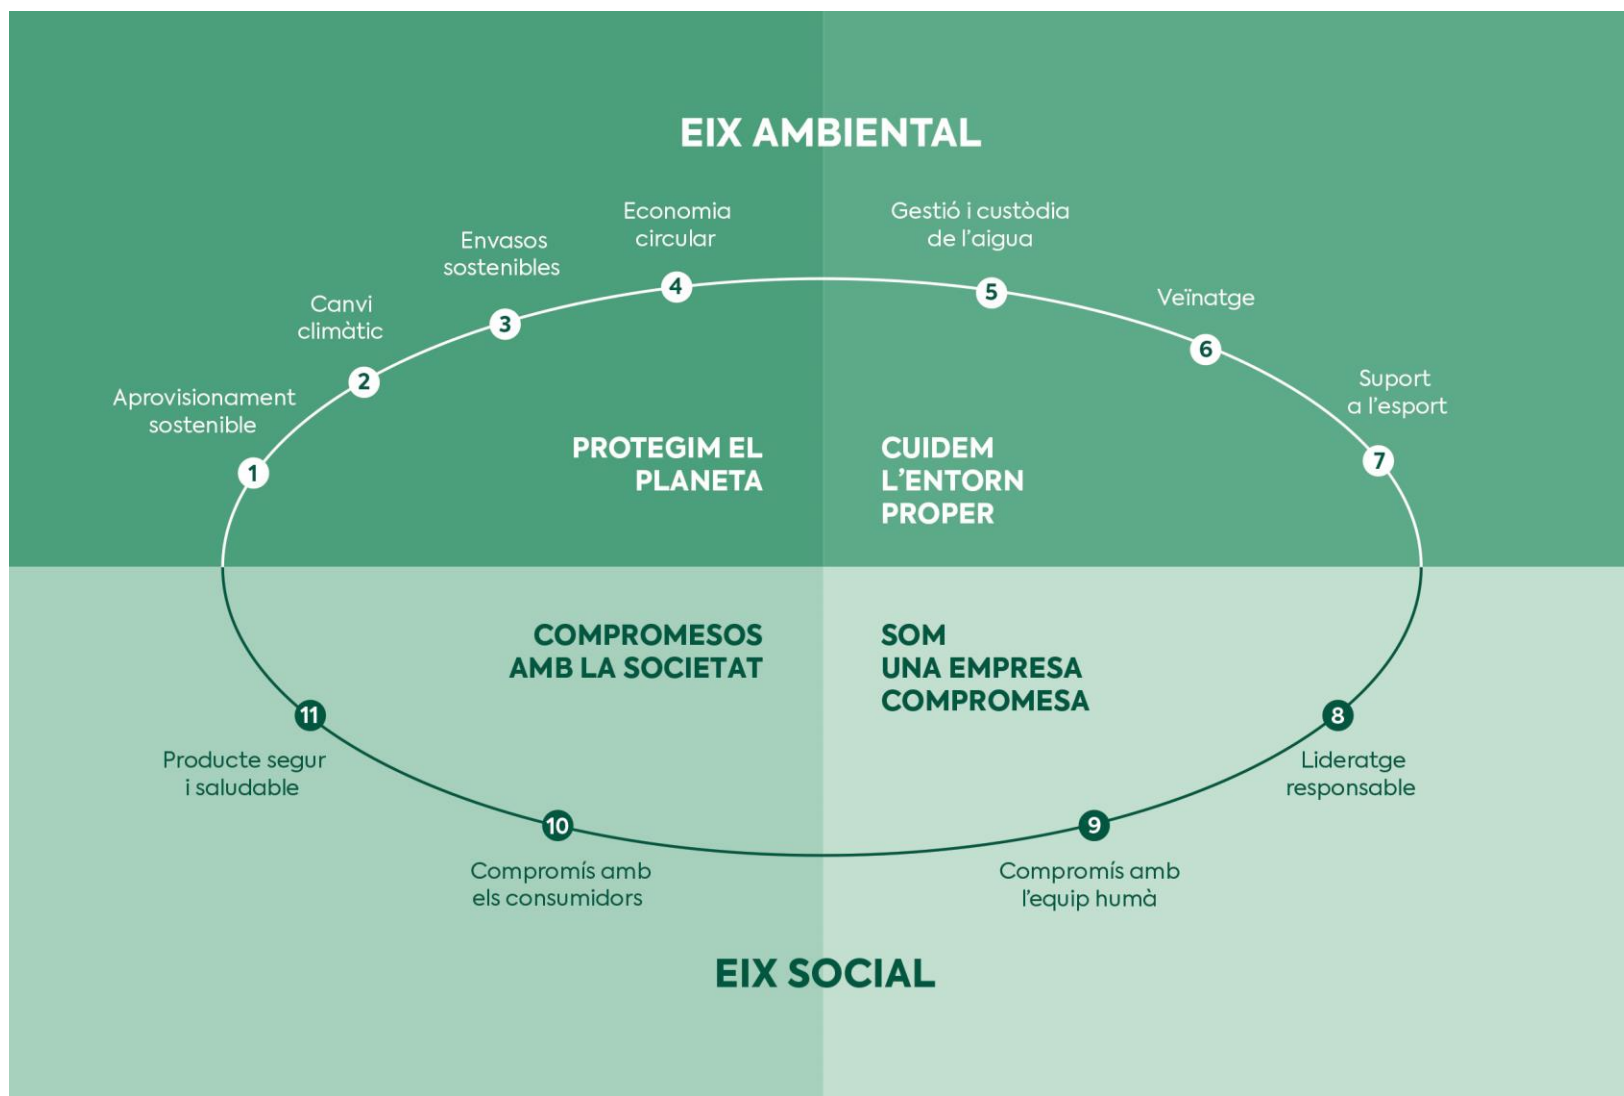 EIX AMBIENTAL
Economia
circular
Gestió i custòdia
de l'aigua
Envasos
sostenibles
Veïnatge
Canvi
climàtic
Suport
a l'esport
Aprovisionament
sostenible
4
5
3
6
2
7
1
PROTEGIM EL
PLANETA
CUIDEM
L'ENTORN
PROPER
COMPROMESOS
AMB LA SOCIETAT
SOM
UNA EMPRESA
COMPROMESA
11
Producte segur
i saludable
8
Lideratge
responsable
10
Compromís amb
els consumidors
9
Compromís amb
l'equip humà
EIX SOCIAL